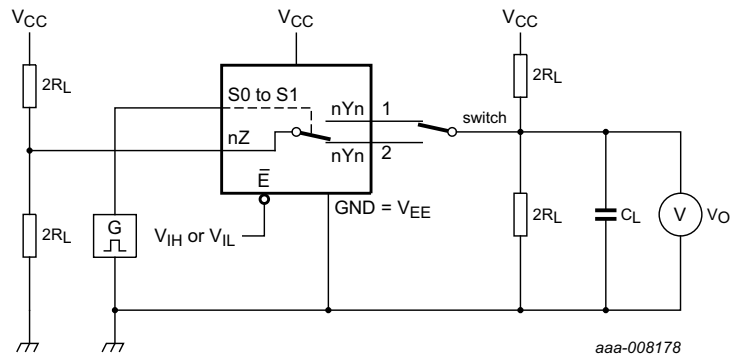 VCC
VCC
VCC
2RL
2RL
S0 to S1
nYn
1
switch
nZ
nYn
2
E̅
GND = VEE
2RL
G
VIH or VIL
2RL
CL
V
VO
aaa-008178